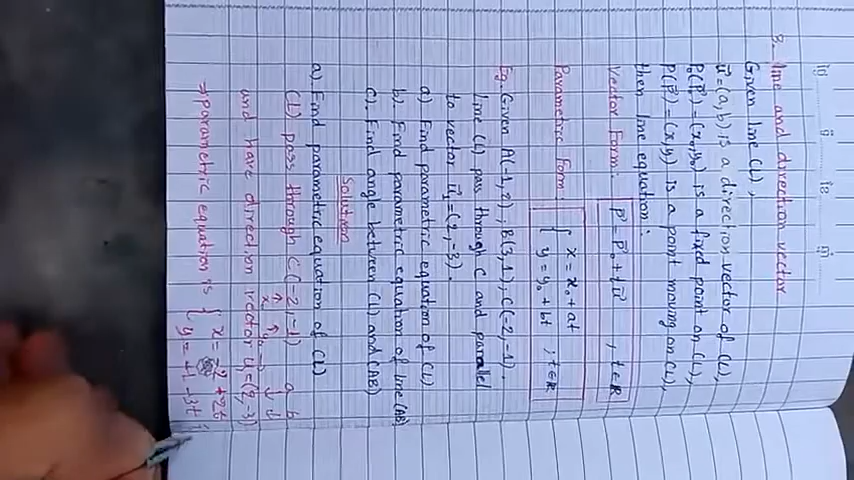 3. line and direction vector
Given line (L),
u⃗ = (a, b) is a direction vector of (L),
P₀(P⃗₀) = (x₀, y₀) is a fixed point on (L),
P(P⃗) = (x, y) is a point moving on (L),
then line equation:
Vector Form: P⃗ = P⃗₀ + tu⃗ , t∈ℝ
Parametric Form: { x = x₀ + at
y = y₀ + bt ; t∈ℝ
Eg. Given A(-1, 2) ; B(3, 1), C(-2, -1).
Line (L) pass through C and parallel
to vector u⃗₁ = (2, -3).
a) Find parametric equation of (L)
b). Find parametric equation of line (AB)
c). Find angle between (L) and (AB)
Solution
a) Find parametric equation of (L)
(L) pass through C(-2, -1) a b
x₀ y₀
and have direction vector u⃗ = (2, -3)
→ parametric equation is { x = -2 + 2t
y = -1 - 3t ;